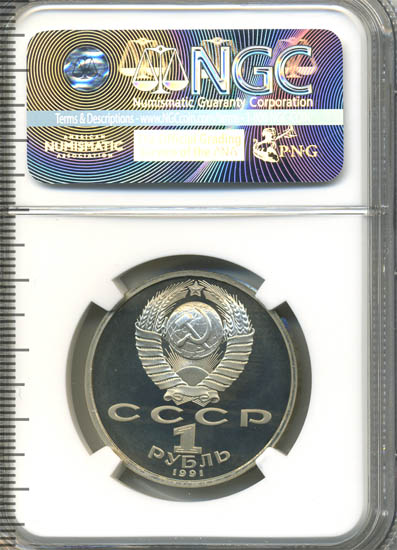 NGC
Numismatic Guaranty Corporation
Terms & Descriptions - www.NGCcoin.com
AMERICAN
NUMISMATIC
ASSOCIATION
PNG
СССР
1
РУБЛЬ
1991